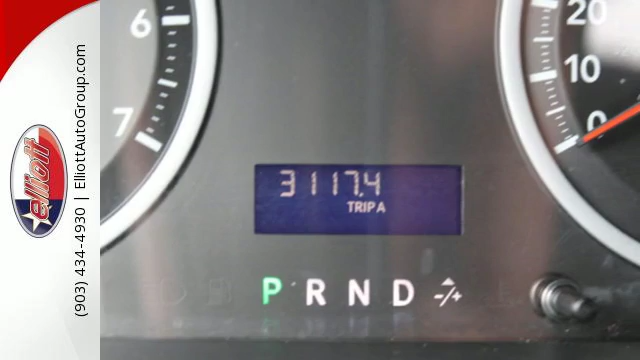 6
7
20
10
0
3117.4
TRIP A
P R N D -/+
elliott
(903) 434-4930 | ElliottAutoGroup.com